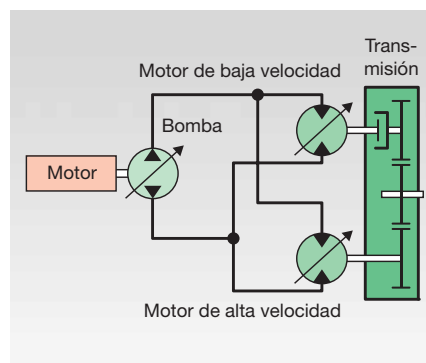 Trans-
misión
Motor de baja velocidad
Bomba
Motor
Motor de alta velocidad